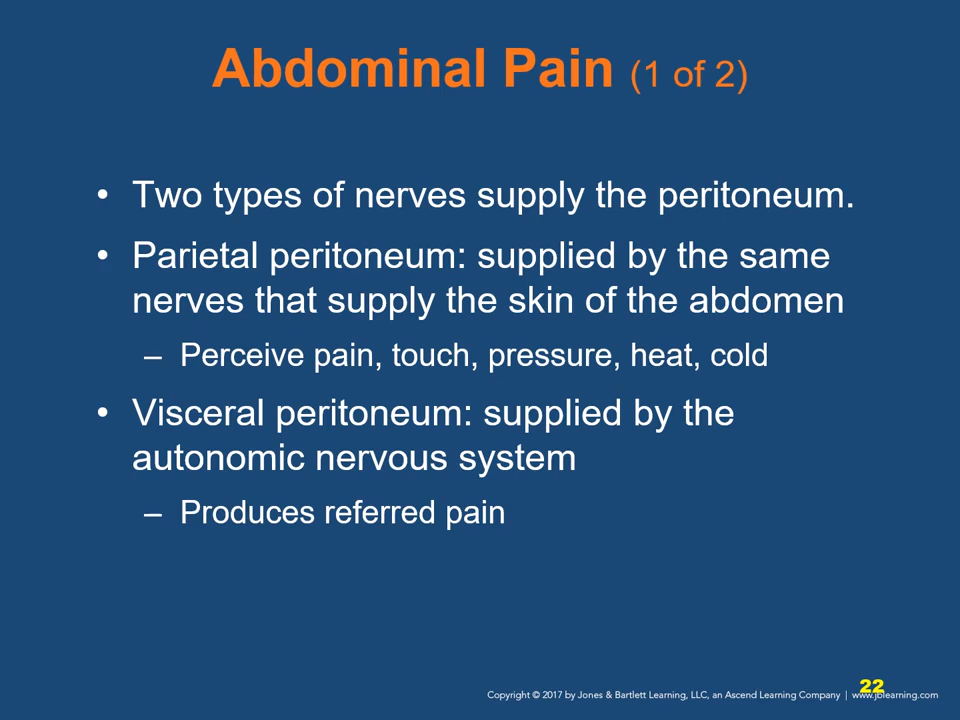 Abdominal Pain (1 of 2)
• Two types of nerves supply the peritoneum.
• Parietal peritoneum: supplied by the same
nerves that supply the skin of the abdomen
– Perceive pain, touch, pressure, heat, cold
• Visceral peritoneum: supplied by the
autonomic nervous system
– Produces referred pain
22
Copyright © 2017 by Jones & Bartlett Learning, LLC, an Ascend Learning Company | www.jblearning.com